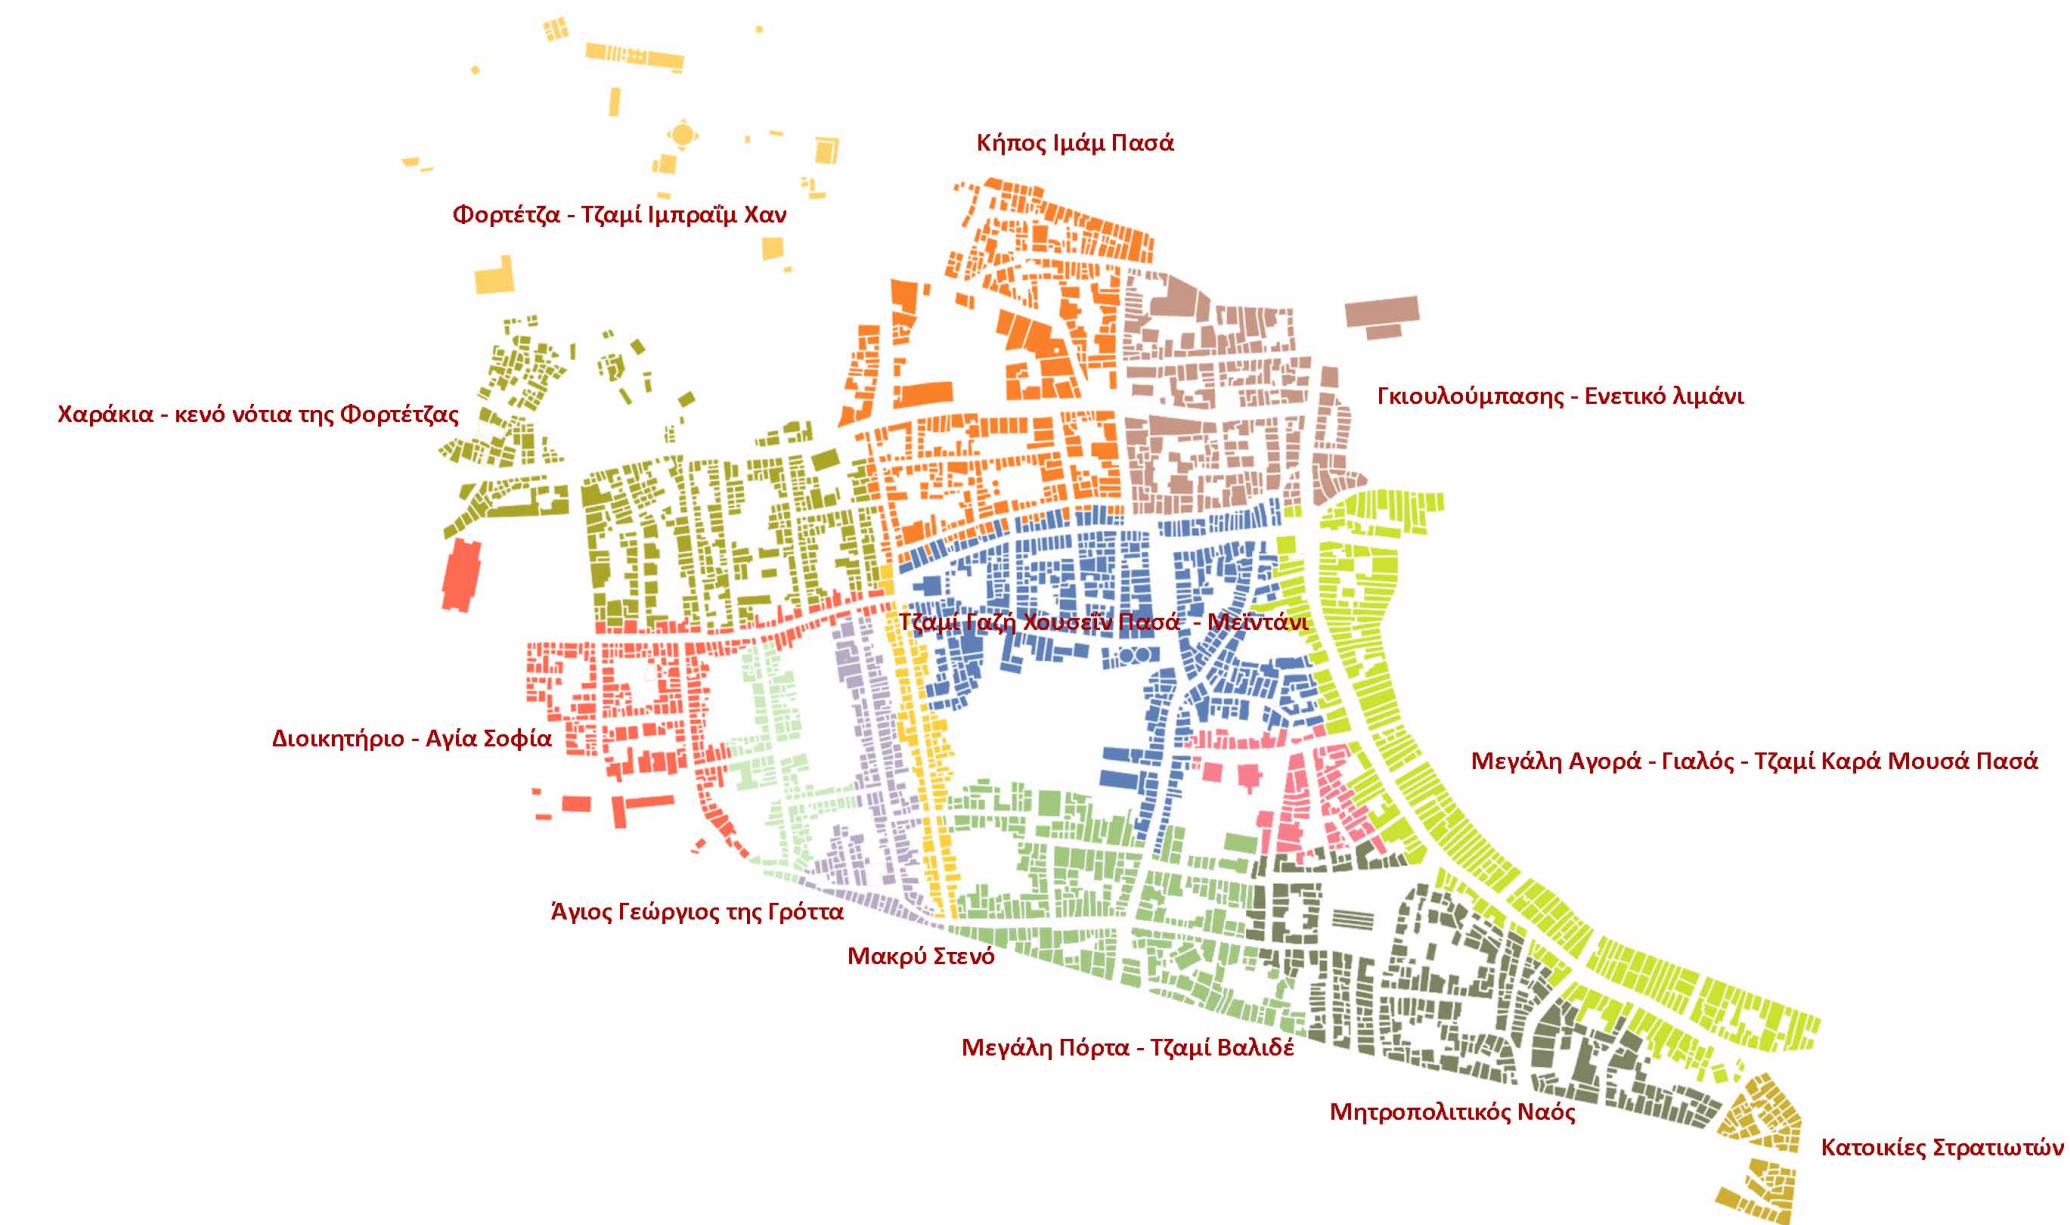 Κήπος Ιμάμ Πασά
Φορτέτζα - Τζαμί Ιμπραΐμ Χαν
Γκιουλούμπασης - Ενετικό λιμάνι
Χαράκια - κενό νότια της Φορτέτζας
Τζαμί Γαζή Χουσεΐν Πασά - Μεϊντάνι
Διοικητήριο - Αγία Σοφία
Μεγάλη Αγορά - Γιαλός - Τζαμί Καρά Μουσά Πασά
Άγιος Γεώργιος της Γρόττα
Μακρύ Στενό
Μεγάλη Πόρτα - Τζαμί Βαλιδέ
Μητροπολιτικός Ναός
Κατοικίες Στρατιωτών